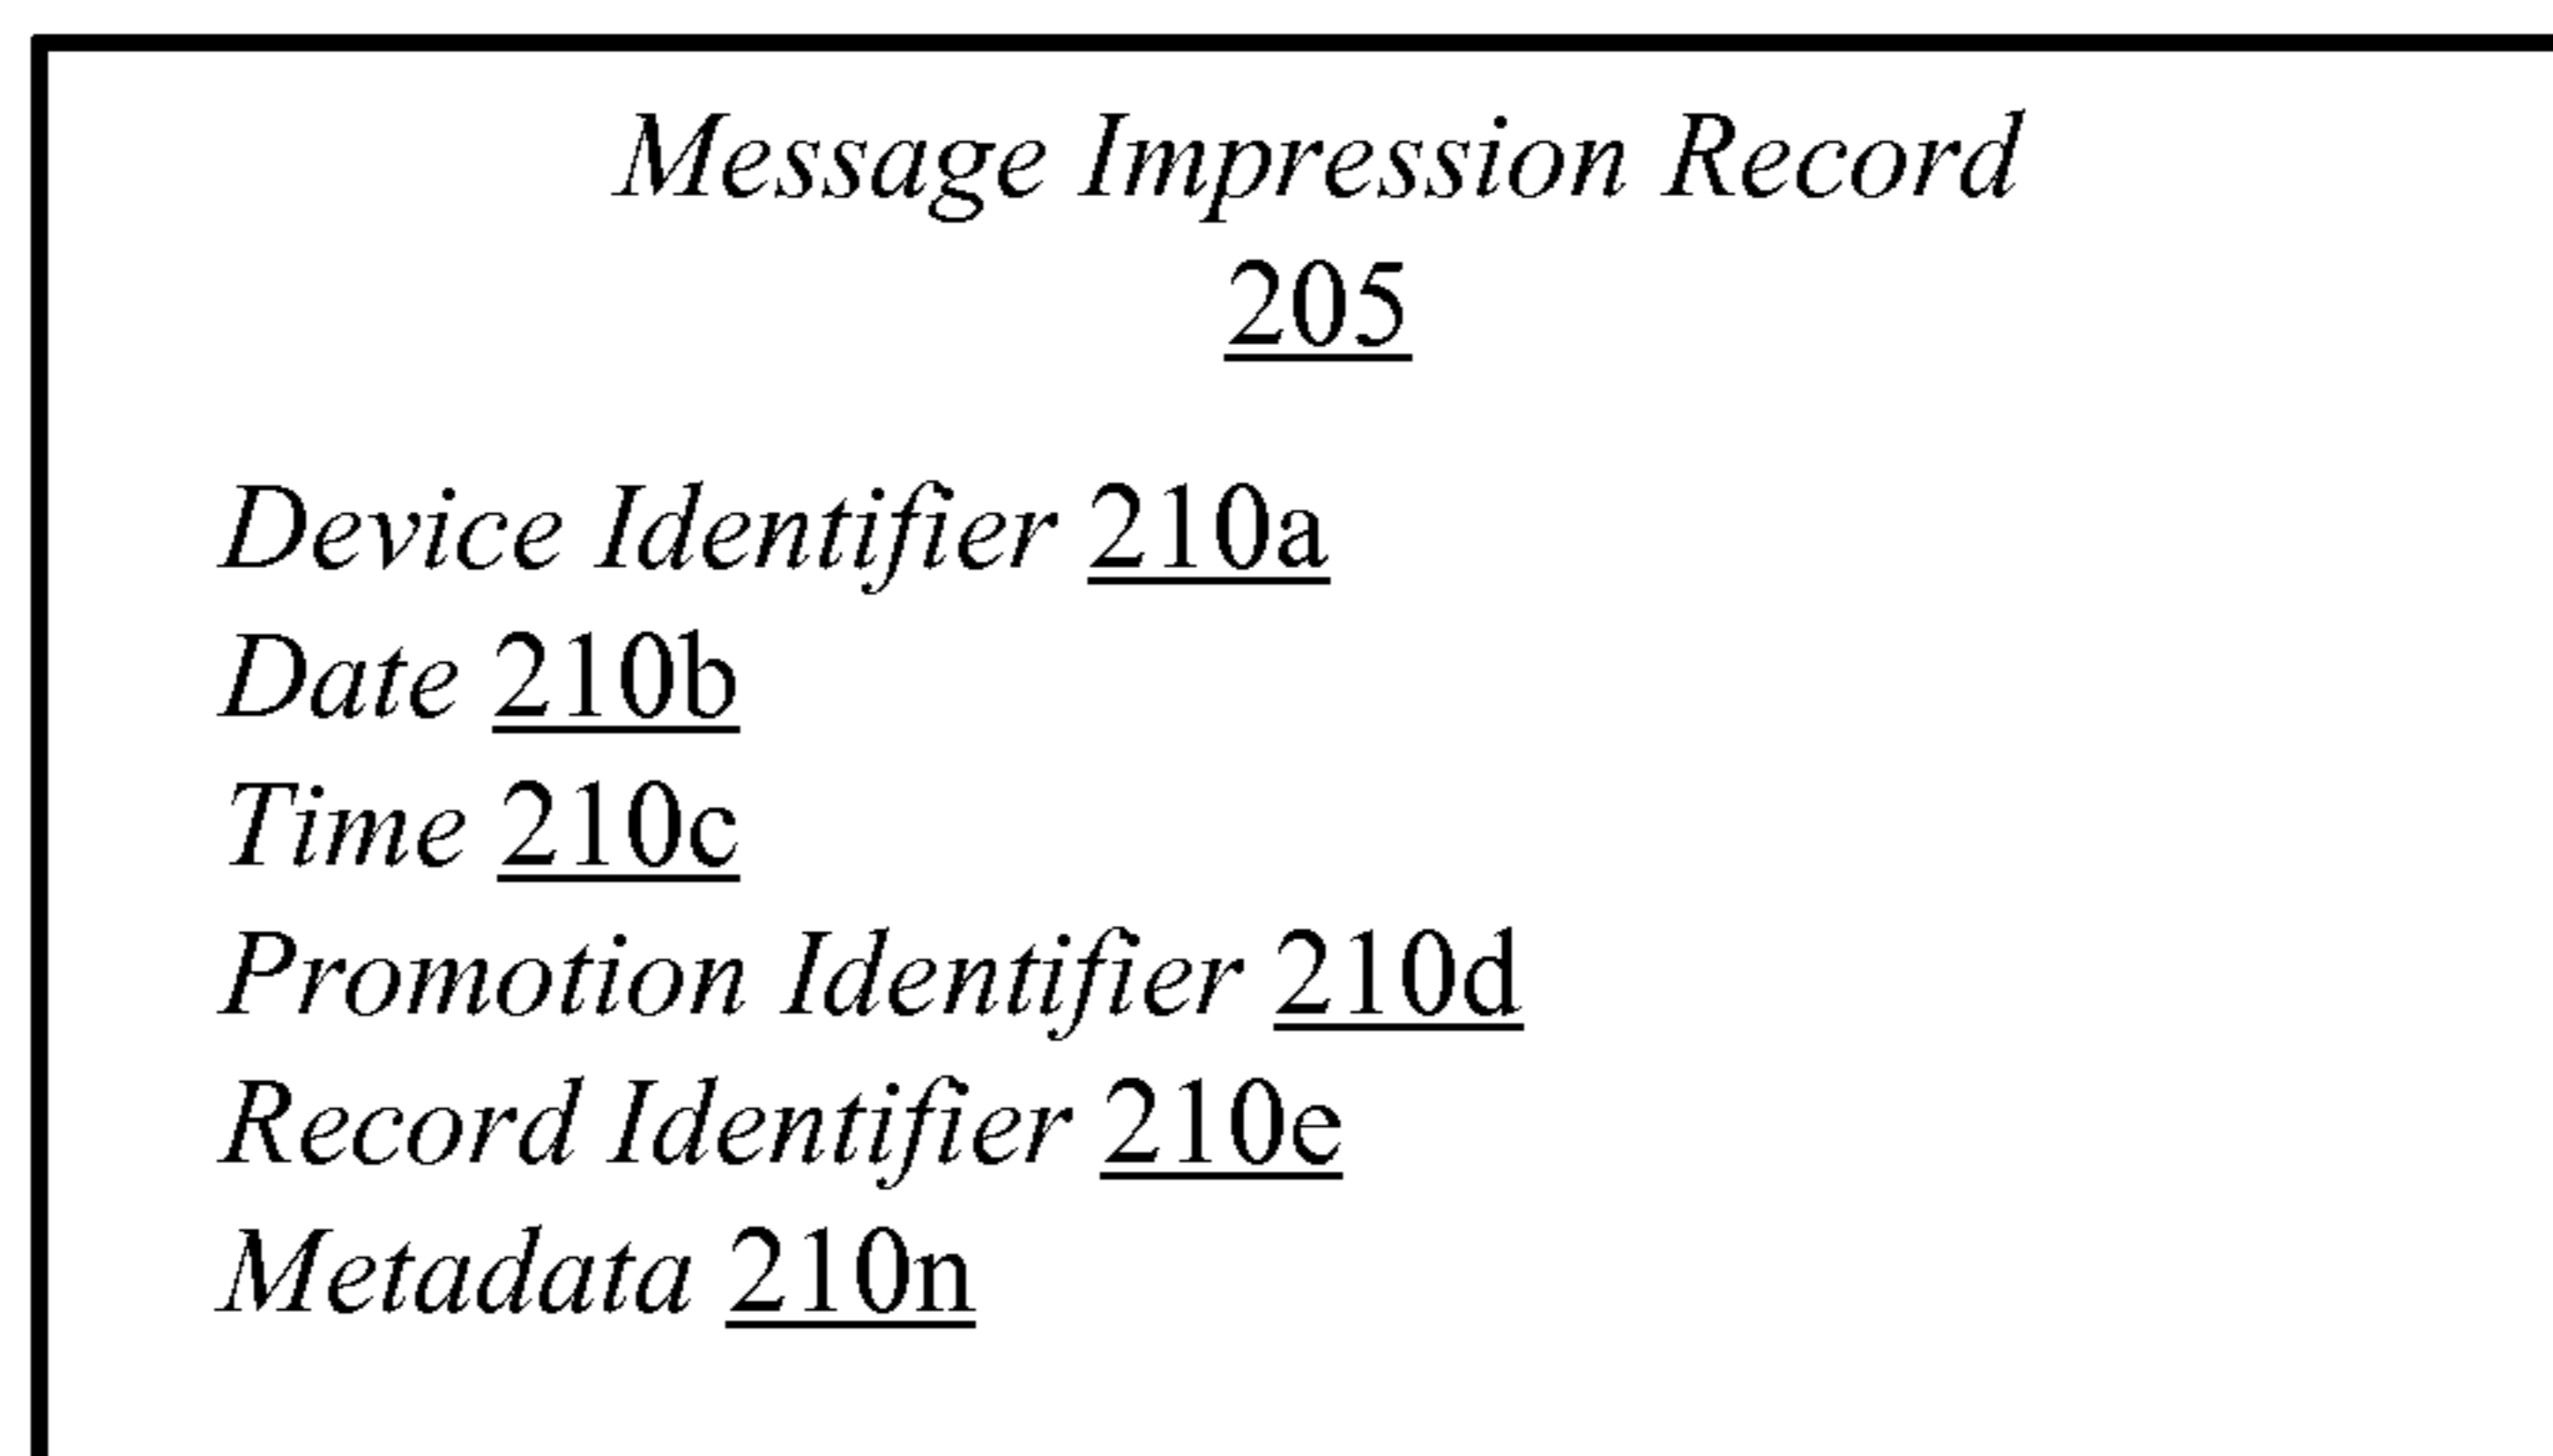 Message Impression Record
205
Device Identifier 210a
Date 210b
Time 210c
Promotion Identifier 210d
Record Identifier 210e
Metadata 210n